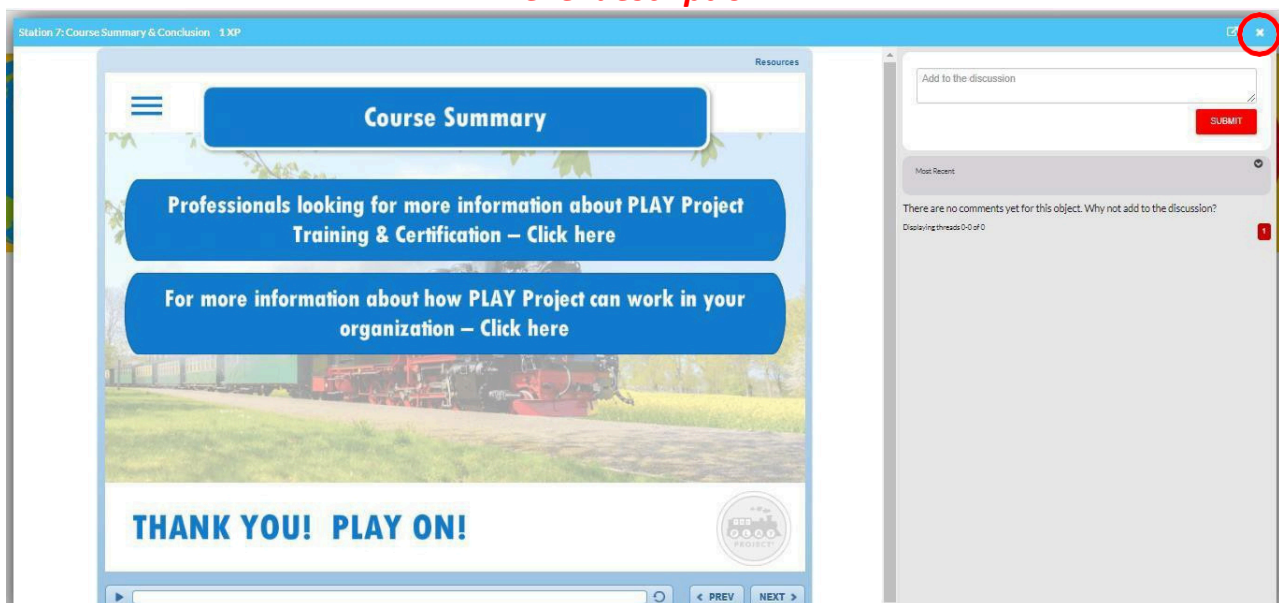 Station 7: Course Summary & Conclusion 1 XP
Resources
Course Summary
Professionals looking for more information about PLAY Project
Training & Certification – Click here
For more information about how PLAY Project can work in your
organization – Click here
THANK YOU! PLAY ON!
PLAY
PROJECT
< PREV
NEXT >
Add to the discussion
SUBMIT
Most Recent
There are no comments yet for this object. Why not add to the discussion?
Displaying threads 0-0 of 0
1